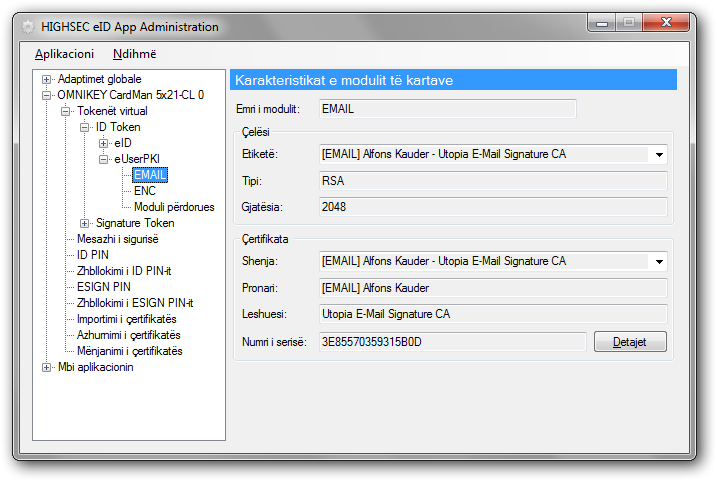 HIGHSEC eID App Administration
Aplikacioni Ndihmë
Adaptimet globale
OMNIKEY CardMan 5x21-CL 0
Tokenët virtual
ID Token
eID
eUserPKI
EMAIL
ENC
Moduli përdorues
Signature Token
Mesazhi i sigurisë
ID PIN
Zhbllokimi i ID PIN-it
ESIGN PIN
Zhbllokimi i ESIGN PIN-it
Importimi i çertifikatës
Azhurnimi i çertifikatës
Mënjanimi i çertifikatës
Mbi aplikacionin
Karakteristikat e modulit të kartave
Emri i modulit: EMAIL
Çelësi
Etiketë: [EMAIL] Alfons Kauder - Utopia E-Mail Signature CA
Tipi: RSA
Gjatësia: 2048
Çertifikata
Shenja: [EMAIL] Alfons Kauder - Utopia E-Mail Signature CA
Pronari: [EMAIL] Alfons Kauder
Leshuesi: Utopia E-Mail Signature CA
Numri i serisë: 3E85570359315B0D Detajet